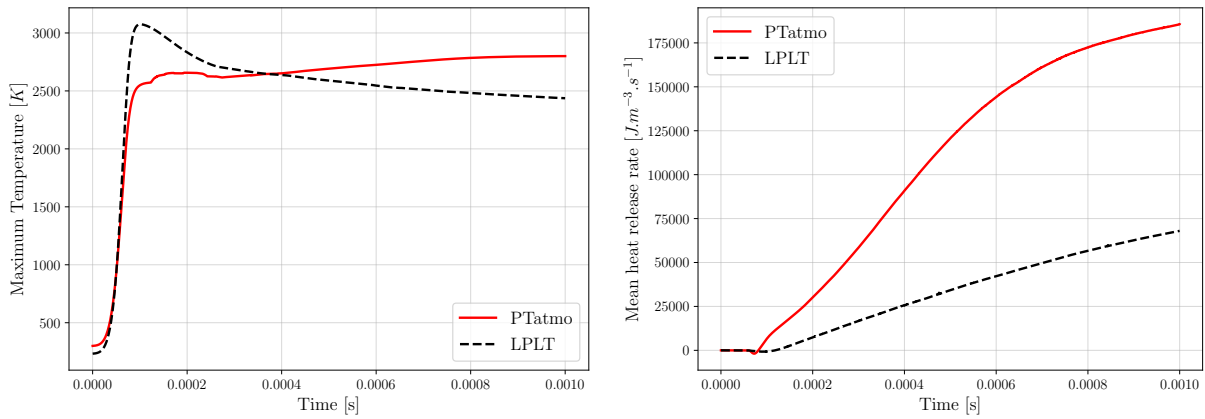 Maximum Temperature [K]
3000
2500
2000
1500
1000
500
PTatmo
LPLT
0.0000 0.0002 0.0004 0.0006 0.0008 0.0010
Time [s]
Mean heat release rate [J.m⁻³.s⁻¹]
175000
150000
125000
100000
75000
50000
25000
0
PTatmo
LPLT
0.0000 0.0002 0.0004 0.0006 0.0008 0.0010
Time [s]